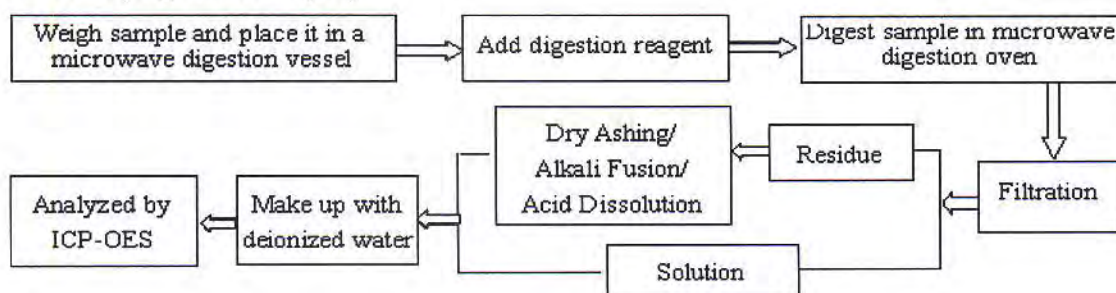 Weigh sample and place it in a
microwave digestion vessel
Add digestion reagent
Digest sample in microwave
digestion oven
Filtration
Residue
Dry Ashing/
Alkali Fusion/
Acid Dissolution
Solution
Make up with
deionized water
Analyzed by
ICP-OES